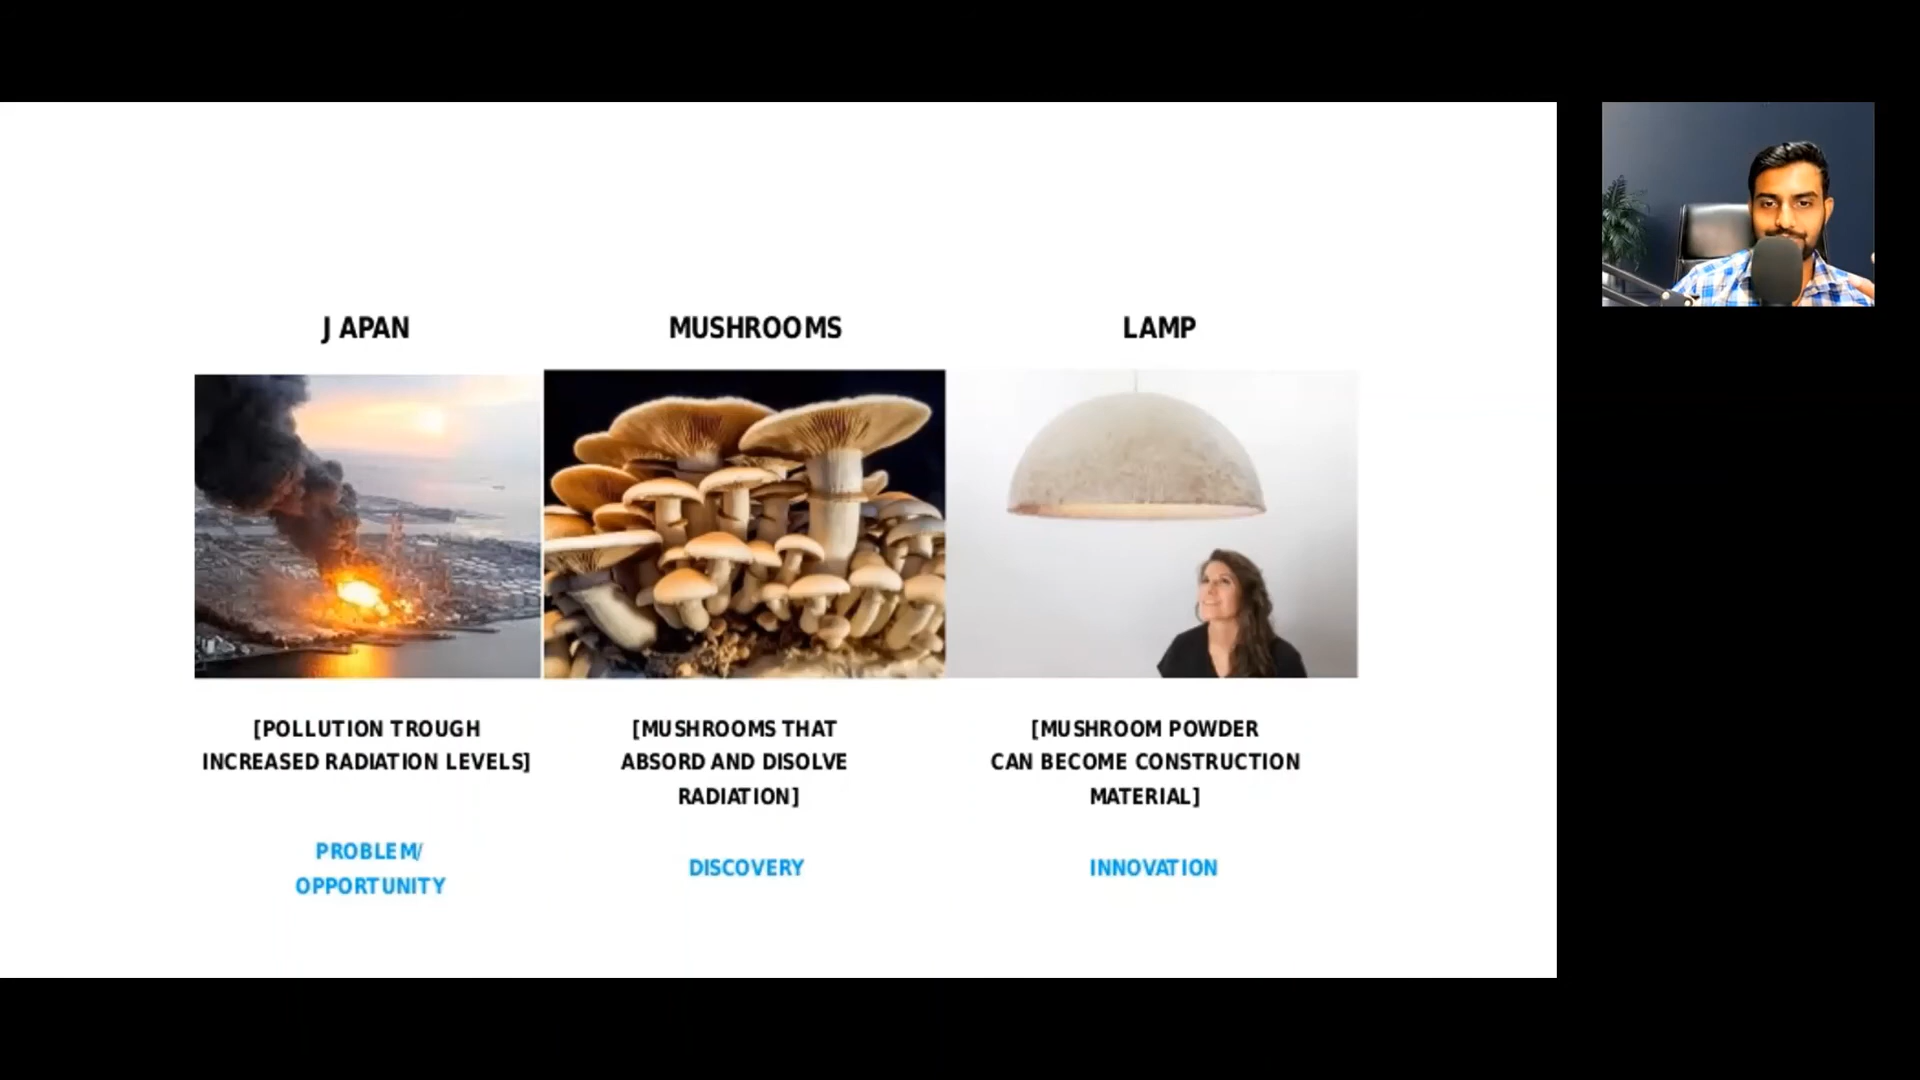 JAPAN
MUSHROOMS
LAMP
[POLLUTION TROUGH
INCREASED RADIATION LEVELS]
[MUSHROOMS THAT
ABSORD AND DISOLVE
RADIATION]
[MUSHROOM POWDER
CAN BECOME CONSTRUCTION
MATERIAL]
PROBLEM/
OPPORTUNITY
DISCOVERY
INNOVATION